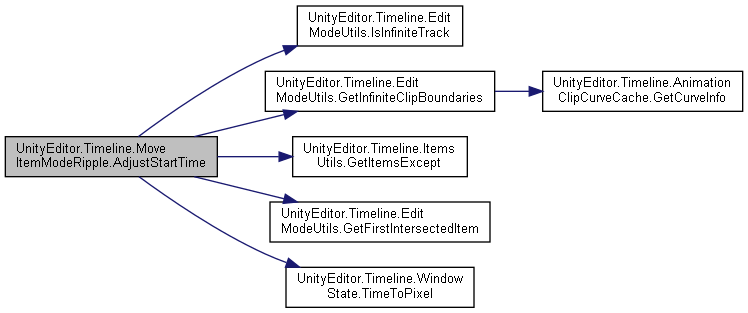 UnityEditor.Timeline.Edit
ModeUtils.IsInfiniteTrack
UnityEditor.Timeline.Edit
ModeUtils.GetInfiniteClipBoundaries
UnityEditor.Timeline.Animation
ClipCurveCache.GetCurveInfo
UnityEditor.Timeline.Move
ItemModeRipple.AdjustStartTime
UnityEditor.Timeline.Items
Utils.GetItemsExcept
UnityEditor.Timeline.Edit
ModeUtils.GetFirstIntersectedItem
UnityEditor.Timeline.Window
State.TimeToPixel